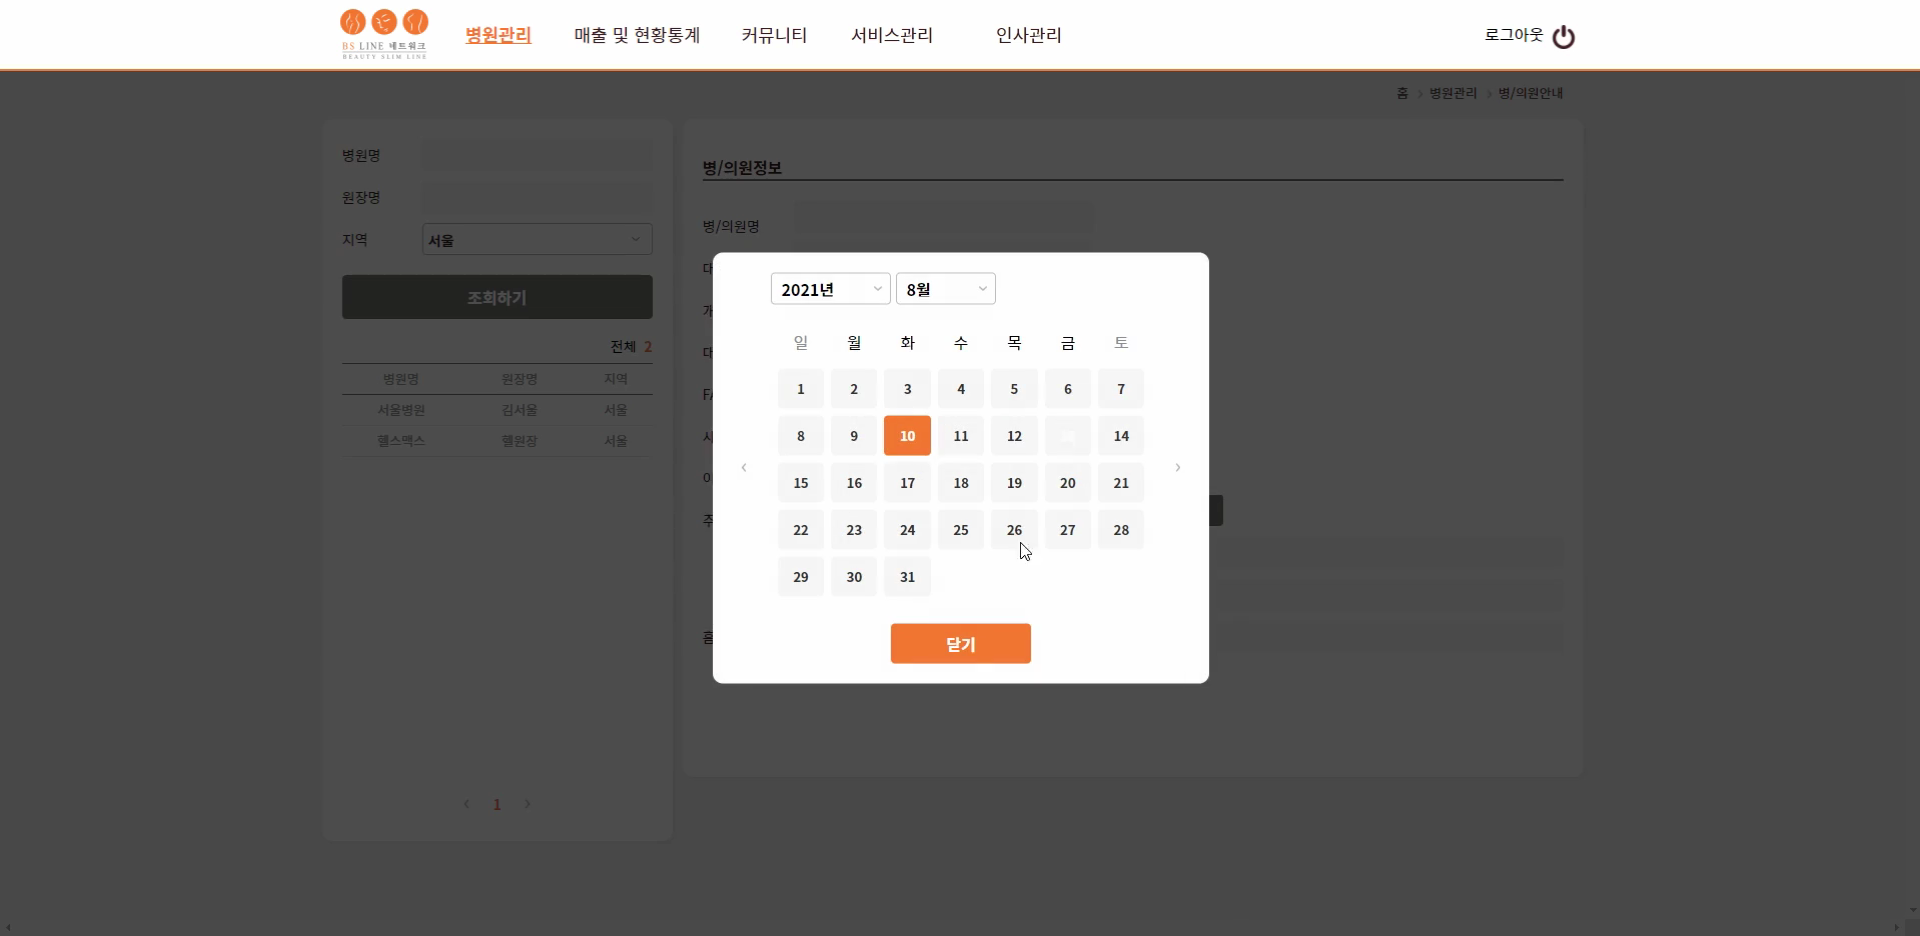 BS LINE 네트워크
BEAUTY SLIM LINE
병원관리
매출 및 현황통계
커뮤니티
서비스관리
인사관리
로그아웃
홈 > 병원관리 > 병/의원안내
병원명
원장명
지역
서울
조회하기
전체 2
병원명 원장명 지역
서울병원 김서울 서울
헬스맥스 헬원장 서울
< 1 >
병/의원정보
병/의원명
2021년 8월
일 월 화 수 목 금 토
1 2 3 4 5 6 7
8 9 10 11 12 14
15 16 17 18 19 20 21
22 23 24 25 26 27 28
29 30 31
닫기